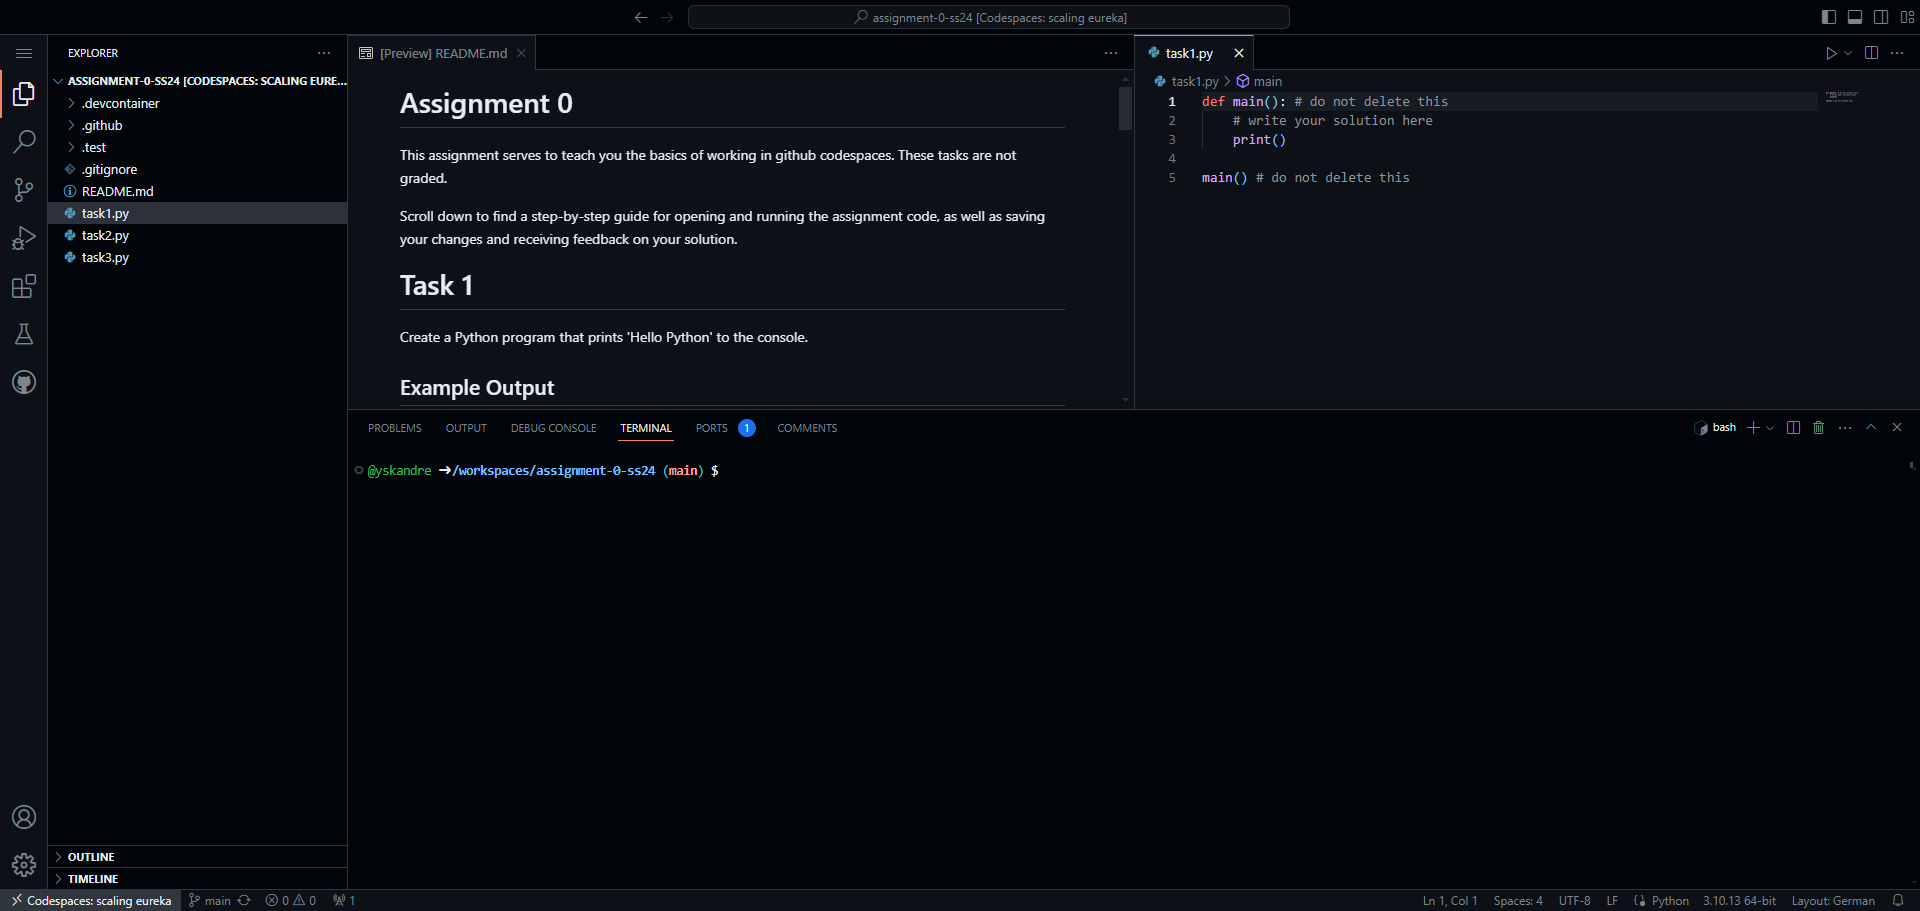 assignment-0-ss24 [Codespaces: scaling eureka]
EXPLORER
ASSIGNMENT-0-SS24 [CODESPACES: SCALING EURE...
.devcontainer
.github
.test
.gitignore
README.md
task1.py
task2.py
task3.py
OUTLINE
TIMELINE
[Preview] README.md
Assignment 0
This assignment serves to teach you the basics of working in github codespaces. These tasks are not
graded.
Scroll down to find a step-by-step guide for opening and running the assignment code, as well as saving
your changes and receiving feedback on your solution.
Task 1
Create a Python program that prints 'Hello Python' to the console.
Example Output
task1.py
task1.py > main
1 def main(): # do not delete this
2 # write your solution here
3 print()
4
5 main() # do not delete this
PROBLEMS OUTPUT DEBUG CONSOLE TERMINAL PORTS 1 COMMENTS
bash
@yskandre ➜/workspaces/assignment-0-ss24 (main) $
Codespaces: scaling eureka main 0 0 1
Ln 1, Col 1 Spaces: 4 UTF-8 LF Python 3.10.13 64-bit Layout: German